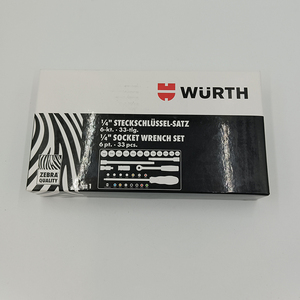 WÜRTH
¼" STECKSCHLÜSSEL-SATZ
6-kt. · 33-tlg.
¼" SOCKET WRENCH SET
6 pt. · 33 pcs.
ZEBRA
QUALITY